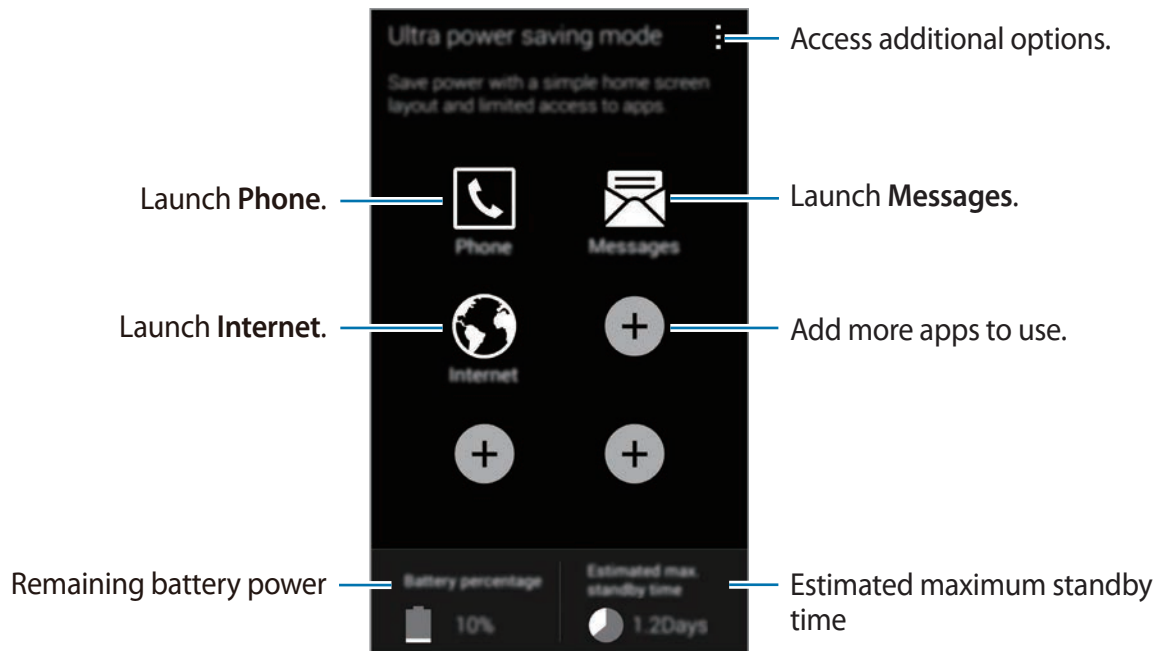 Ultra power saving mode
Access additional options.
Save power with a simple home screen
layout and limited access to apps.
Launch Phone.
Launch Messages.
Phone
Messages
Launch Internet.
Add more apps to use.
Internet
Remaining battery power
Battery percentage
10%
Estimated max.
standby time
1.2Days
Estimated maximum standby
time